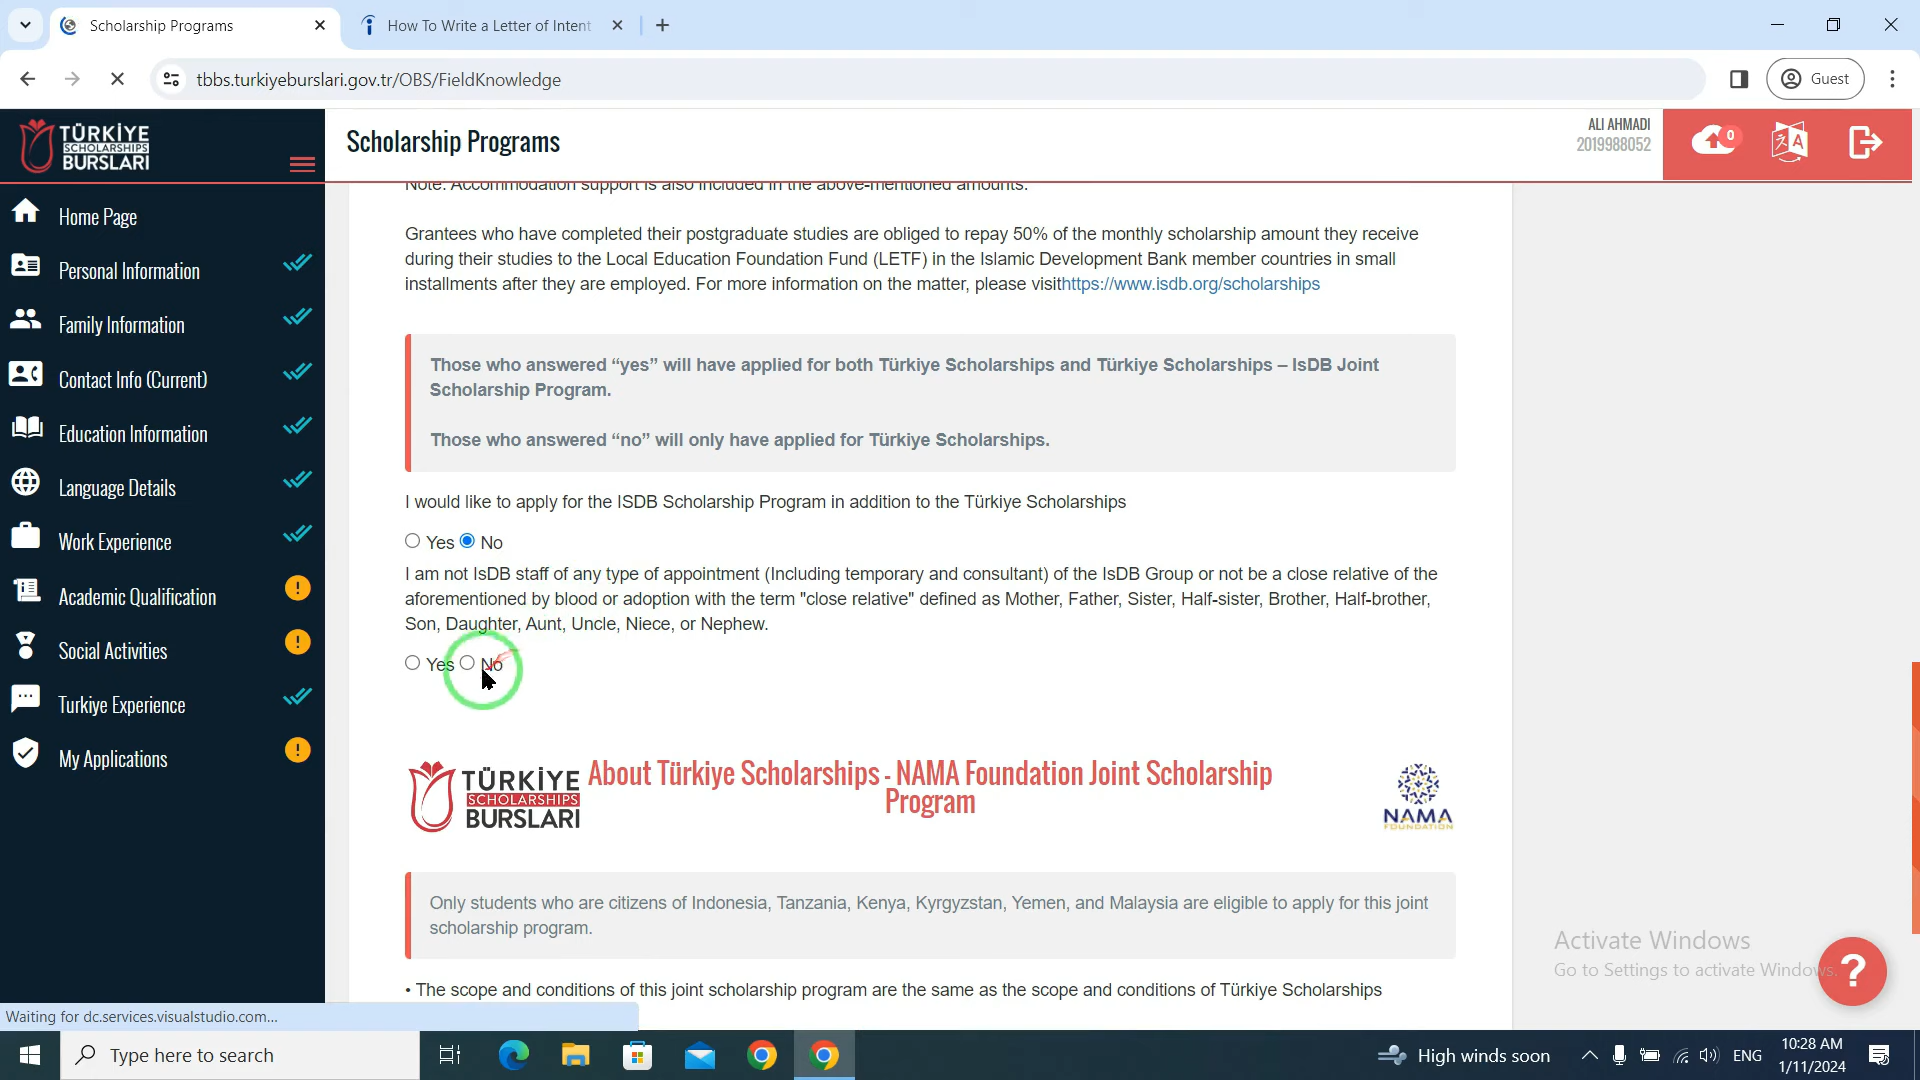 Scholarship Programs
How To Write a Letter of Intent
tbbs.turkiyeburslari.gov.tr/OBS/FieldKnowledge
Guest
TÜRKİYE
SCHOLARSHIPS
BURSLARI
Scholarship Programs
ALI AHMADI
2019988052
0
Home Page
Personal Information
Family Information
Contact Info (Current)
Education Information
Language Details
Work Experience
Academic Qualification
Social Activities
Turkiye Experience
My Applications
Note: Accommodation support is also included in the above-mentioned amounts.
Grantees who have completed their postgraduate studies are obliged to repay 50% of the monthly scholarship amount they receive
during their studies to the Local Education Foundation Fund (LETF) in the Islamic Development Bank member countries in small
installments after they are employed. For more information on the matter, please visithttps://www.isdb.org/scholarships
Those who answered “yes” will have applied for both Türkiye Scholarships and Türkiye Scholarships – IsDB Joint
Scholarship Program.
Those who answered “no” will only have applied for Türkiye Scholarships.
I would like to apply for the ISDB Scholarship Program in addition to the Türkiye Scholarships
Yes No
I am not IsDB staff of any type of appointment (Including temporary and consultant) of the IsDB Group or not be a close relative of the
aforementioned by blood or adoption with the term "close relative" defined as Mother, Father, Sister, Half-sister, Brother, Half-brother,
Son, Daughter, Aunt, Uncle, Niece, or Nephew.
Yes No
TÜRKİYE
SCHOLARSHIPS
BURSLARI
About Türkiye Scholarships - NAMA Foundation Joint Scholarship
Program
NAMA
FOUNDATION
Only students who are citizens of Indonesia, Tanzania, Kenya, Kyrgyzstan, Yemen, and Malaysia are eligible to apply for this joint
scholarship program.
• The scope and conditions of this joint scholarship program are the same as the scope and conditions of Türkiye Scholarships
Activate Windows
Go to Settings to activate Windows.
?
Waiting for dc.services.visualstudio.com...
Type here to search
High winds soon
ENG
10:28 AM
1/11/2024